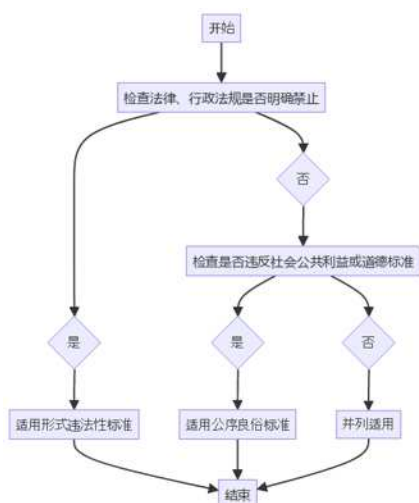 开始
检查法律、行政法规是否明确禁止
否
检查是否违反社会公共利益或道德标准
是
是
否
适用形式违法性标准
适用公序良俗标准
并列适用
結束